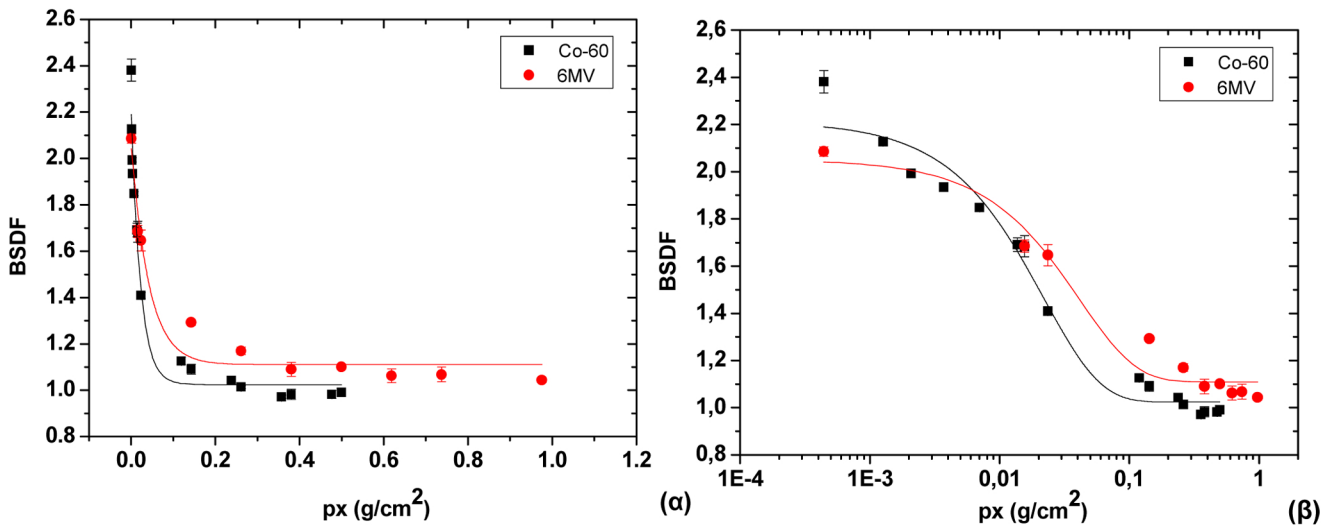 2.6
2.4
2.2
2.0
1.8
1.6
1.4
1.2
1.0
0.8
BSDF
Co-60
6MV
0.0 0.2 0.4 0.6 0.8 1.0 1.2
px (g/cm2)
(α)
2,6
2,4
2,2
2,0
1,8
1,6
1,4
1,2
1,0
0,8
BSDF
Co-60
6MV
1E-4 1E-3 0,01 0,1 1
px (g/cm2)
(β)